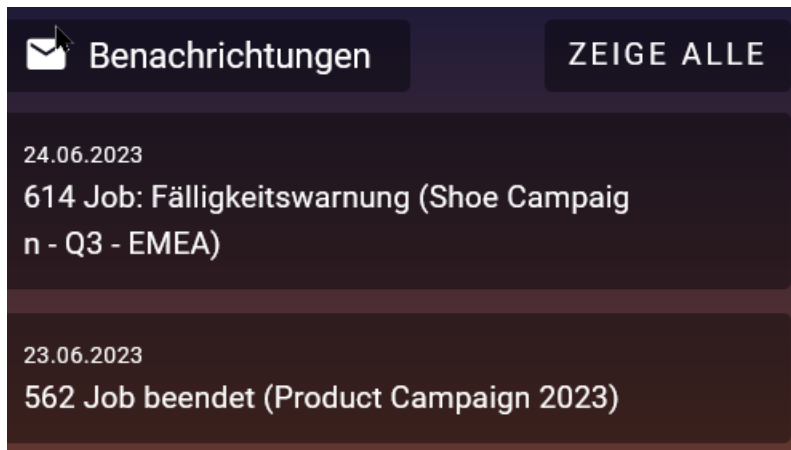 Benachrichtungen
ZEIGE ALLE
24.06.2023
614 Job: Fälligkeitswarnung (Shoe Campaig
n - Q3 - EMEA)
23.06.2023
562 Job beendet (Product Campaign 2023)